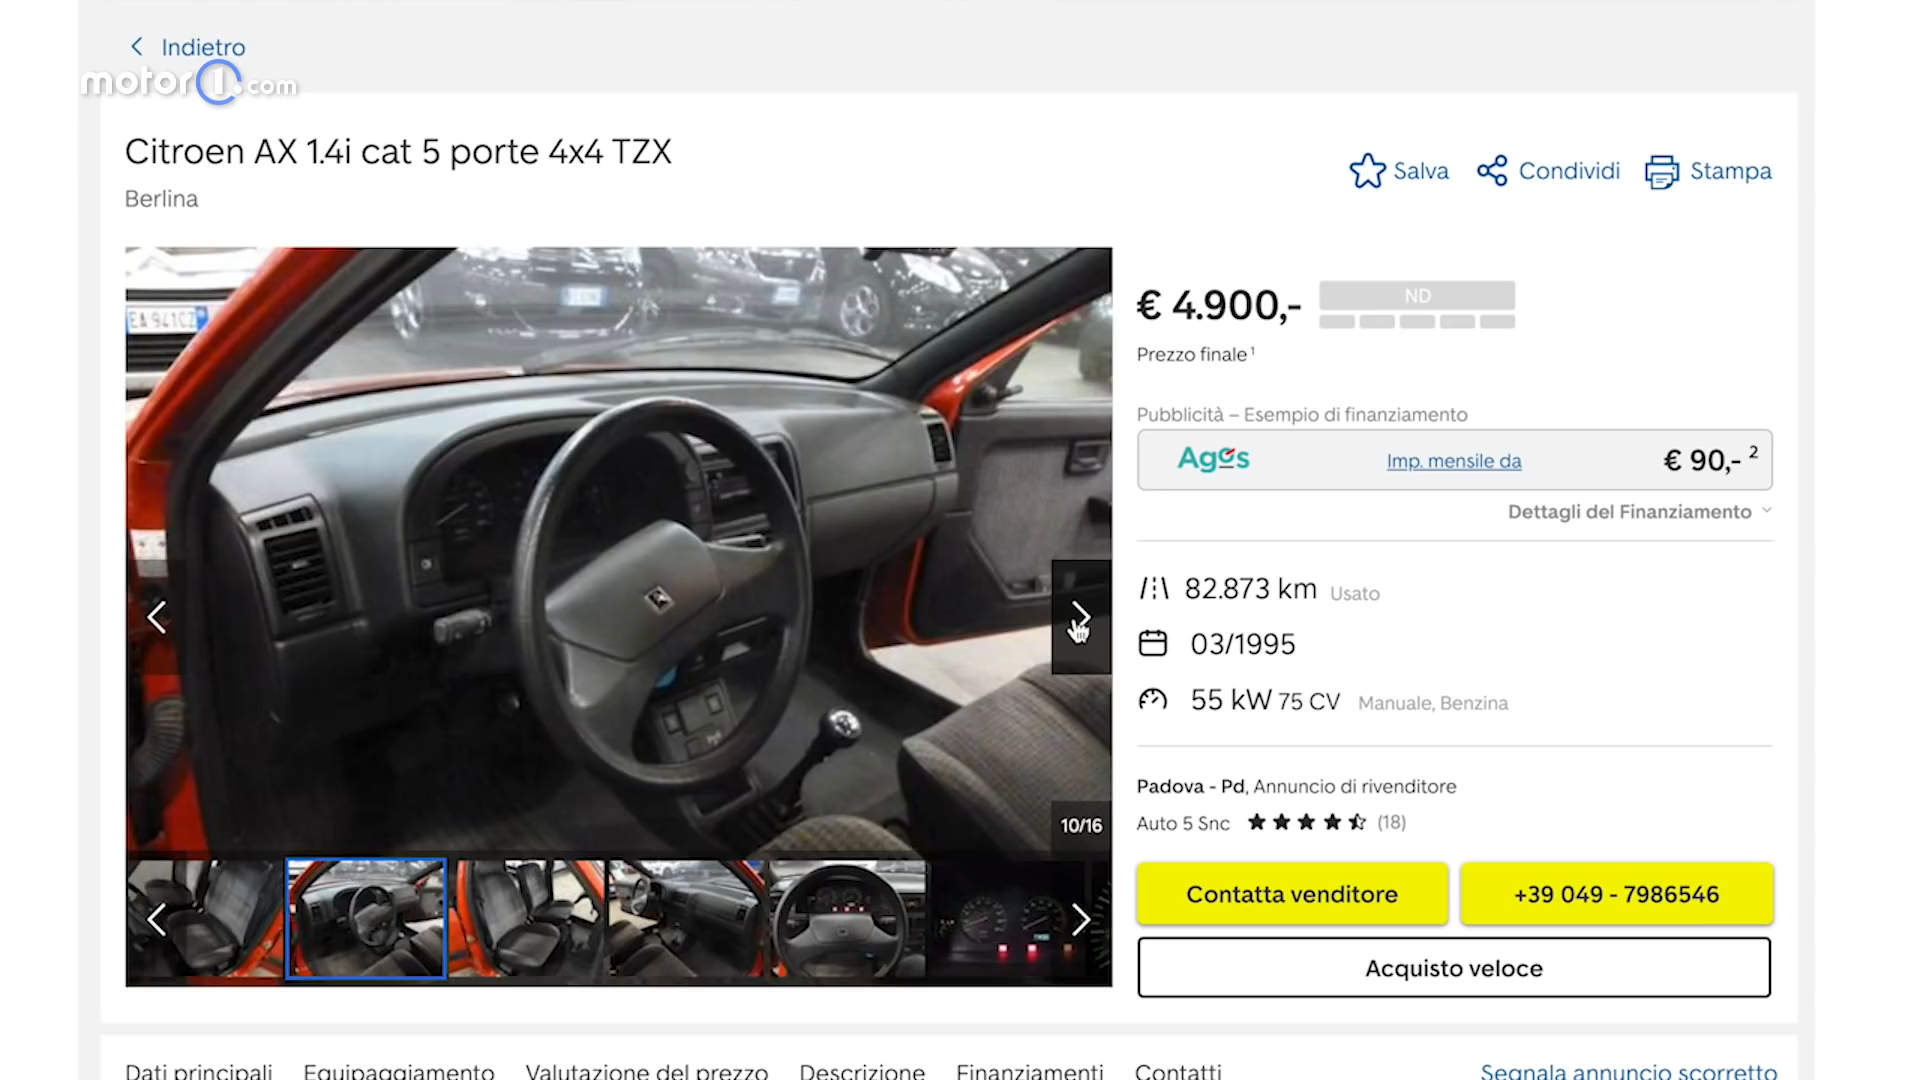 Indietro
motor1.com
Citroen AX 1.4i cat 5 porte 4x4 TZX
Berlina
Salva
Condividi
Stampa
EA 941CZ
€ 4.900,-
ND
Prezzo finale¹
Pubblicità – Esempio di finanziamento
Agos
Imp. mensile da
€ 90,- ²
Dettagli del Finanziamento
82.873 km Usato
03/1995
55 kW 75 CV Manuale, Benzina
10/16
Padova - Pd, Annuncio di rivenditore
Auto 5 Snc (18)
Contatta venditore
+39 049 - 7986546
Acquisto veloce
Dati principali
Equipaggiamento
Valutazione del prezzo
Descrizione
Finanziamenti
Contatti
Segnala annuncio scorretto